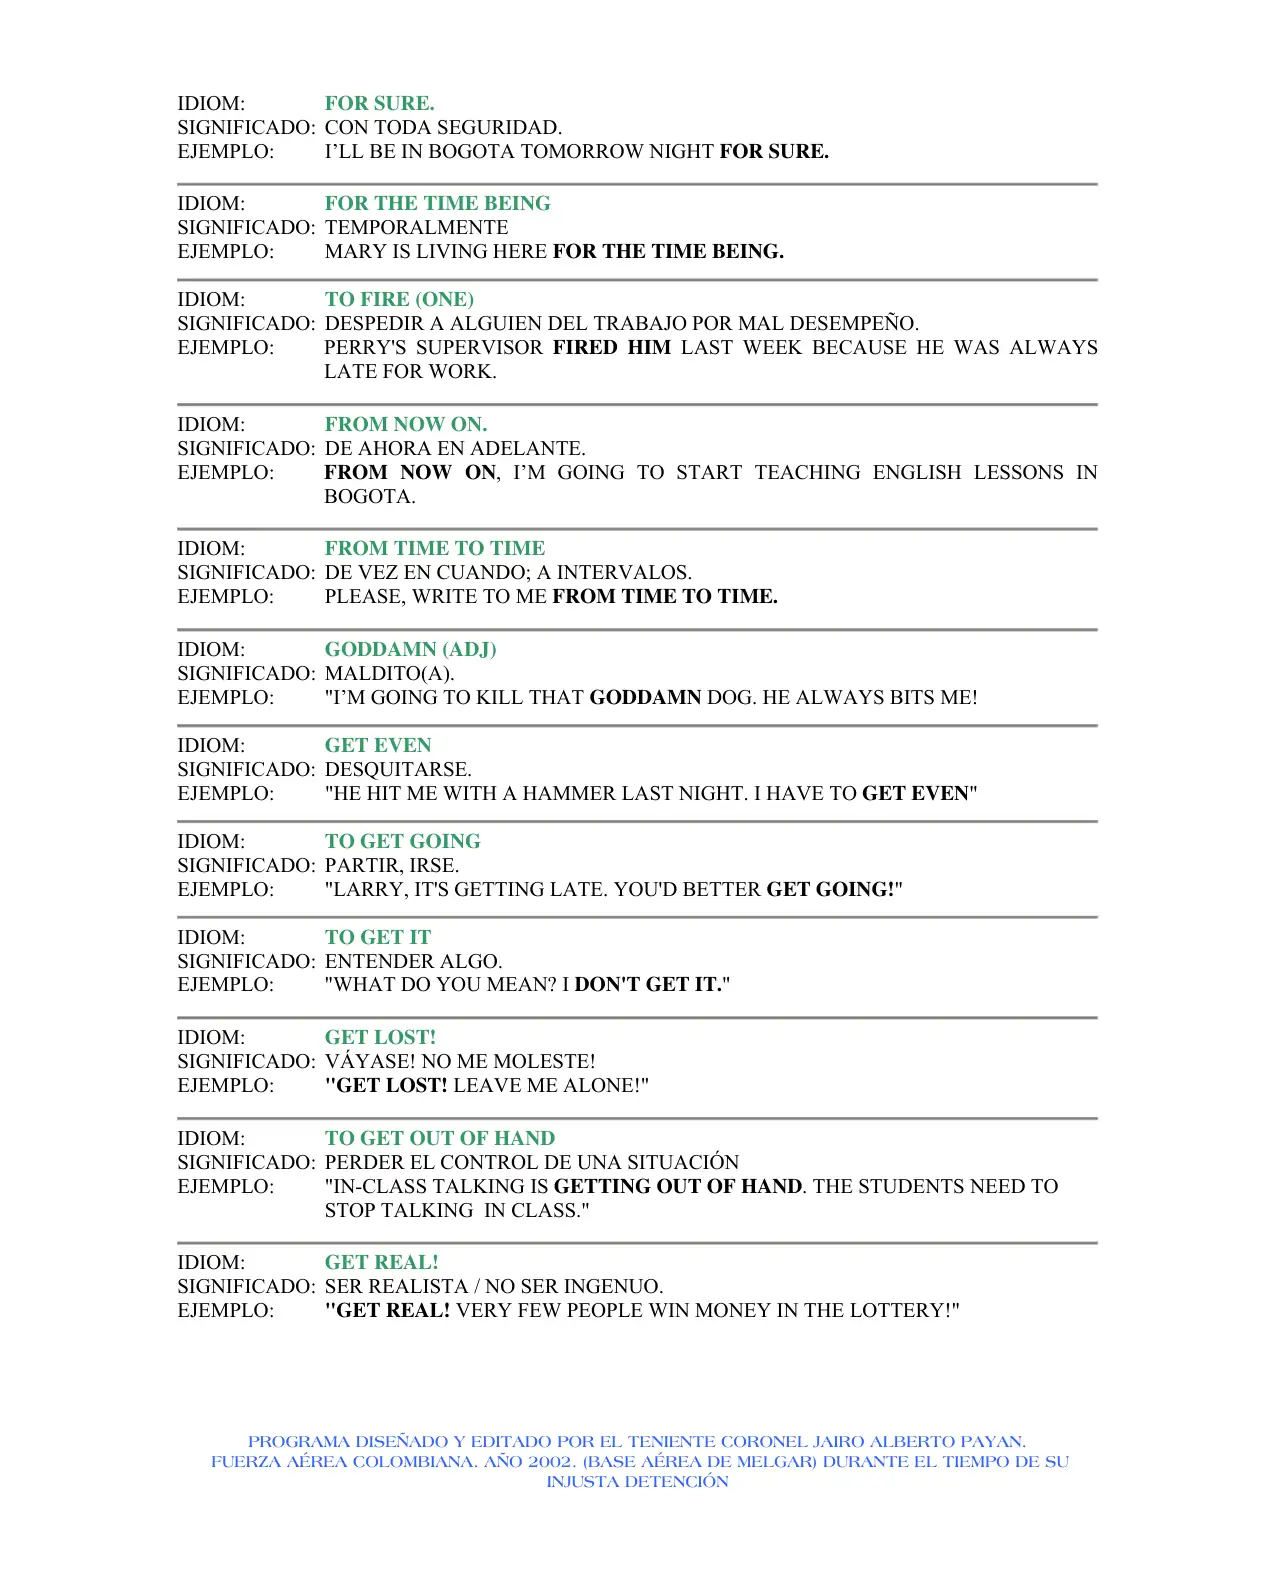 IDIOM: FOR SURE.
SIGNIFICADO: CON TODA SEGURIDAD.
EJEMPLO: I’LL BE IN BOGOTA TOMORROW NIGHT FOR SURE.
IDIOM: FOR THE TIME BEING
SIGNIFICADO: TEMPORALMENTE
EJEMPLO: MARY IS LIVING HERE FOR THE TIME BEING.
IDIOM: TO FIRE (ONE)
SIGNIFICADO: DESPEDIR A ALGUIEN DEL TRABAJO POR MAL DESEMPEÑO.
EJEMPLO: PERRY'S SUPERVISOR FIRED HIM LAST WEEK BECAUSE HE WAS ALWAYS
LATE FOR WORK.
IDIOM: FROM NOW ON.
SIGNIFICADO: DE AHORA EN ADELANTE.
EJEMPLO: FROM NOW ON, I’M GOING TO START TEACHING ENGLISH LESSONS IN
BOGOTA.
IDIOM: FROM TIME TO TIME
SIGNIFICADO: DE VEZ EN CUANDO; A INTERVALOS.
EJEMPLO: PLEASE, WRITE TO ME FROM TIME TO TIME.
IDIOM: GODDAMN (ADJ)
SIGNIFICADO: MALDITO(A).
EJEMPLO: "I’M GOING TO KILL THAT GODDAMN DOG. HE ALWAYS BITS ME!
IDIOM: GET EVEN
SIGNIFICADO: DESQUITARSE.
EJEMPLO: "HE HIT ME WITH A HAMMER LAST NIGHT. I HAVE TO GET EVEN"
IDIOM: TO GET GOING
SIGNIFICADO: PARTIR, IRSE.
EJEMPLO: "LARRY, IT'S GETTING LATE. YOU'D BETTER GET GOING!"
IDIOM: TO GET IT
SIGNIFICADO: ENTENDER ALGO.
EJEMPLO: "WHAT DO YOU MEAN? I DON'T GET IT."
IDIOM: GET LOST!
SIGNIFICADO: VÁYASE! NO ME MOLESTE!
EJEMPLO: "GET LOST! LEAVE ME ALONE!"
IDIOM: TO GET OUT OF HAND
SIGNIFICADO: PERDER EL CONTROL DE UNA SITUACIÓN
EJEMPLO: "IN-CLASS TALKING IS GETTING OUT OF HAND. THE STUDENTS NEED TO
STOP TALKING  IN CLASS."
IDIOM: GET REAL!
SIGNIFICADO: SER REALISTA / NO SER INGENUO.
EJEMPLO: "GET REAL! VERY FEW PEOPLE WIN MONEY IN THE LOTTERY!"
PROGRAMA DISEÑADO Y EDITADO POR EL TENIENTE CORONEL JAIRO ALBERTO PAYAN.
FUERZA AÉREA COLOMBIANA. AÑO 2002. (BASE AÉREA DE MELGAR) DURANTE EL TIEMPO DE SU
INJUSTA DETENCIÓN